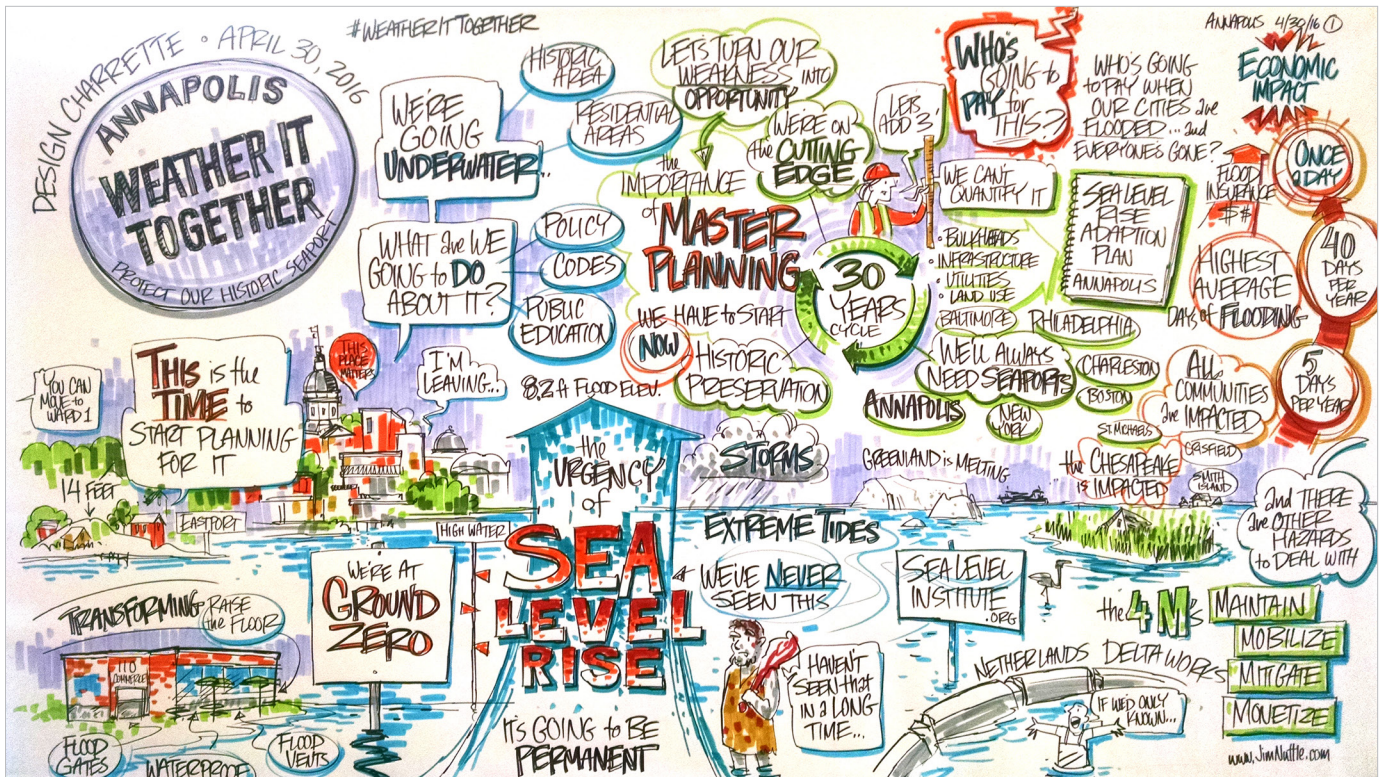 DESIGN CHARRETTE • APRIL 30, 2016
ANNAPOLIS
WEATHER IT
TOGETHER
PROTECT OUR HISTORIC SEAPORT
#WEATHERITTOGETHER
WE'RE
GOING
UNDERWATER..
HISTORIC
AREA
RESIDENTIAL
AREAS
WHAT are WE
GOING to DO
ABOUT IT?
POLICY
CODES
PUBLIC
EDUCATION
LET'S TURN OUR
WEAKNESS INTO
OPPORTUNITY
WE'RE ON
the CUTTING
EDGE
the
IMPORTANCE
of MASTER
PLANNING
WE HAVE to START
NOW
HISTORIC
PRESERVATION
30
YEARS
CYCLE
LET'S
ADD 3'
WHO'S
GOING to
PAY for
THIS?
WHO'S GOING
to PAY WHEN
OUR CITIES are
FLOODED... and
EVERYONE'S GONE?
WE CAN'T
QUANTIFY IT
• BULKHEADS
• INFRASTRUCTURE
• UTILITIES
• LAND USE
SEA LEVEL
RISE
ADAPTION
PLAN
ANNAPOLIS
BALTIMORE
PHILADELPHIA
WE'LL ALWAYS
NEED SEAPORTS
CHARLESTON
BOSTON
ANNAPOLIS
NEW
YORK
ST. MICHAELS
CRISFIELD
SMITH
ISLAND
ANNAPOLIS 4/30/16 1
ECONOMIC
IMPACT
FLOOD
INSURANCE
$$
HIGHEST
AVERAGE
DAYS of FLOODING
ONCE
a DAY
40
DAYS
PER
YEAR
5
DAYS
PER YEAR
ALL
COMMUNITIES
are IMPACTED
the CHESAPEAKE
is IMPACTED
and THERE
are OTHER
HAZARDS
to DEAL WITH
YOU CAN
MOVE to
WARD 1
THIS is the
TIME to
START PLANNING
FOR IT
THIS
PLACE
MATTERS
I'M
LEAVING...
14 FEET
EASTPORT
HIGH WATER
8.2 ft FLOOD ELEV.
the
URGENCY
of
SEA
LEVEL
RISE
IT'S GOING to BE
PERMANENT
STORMS
GREENLAND is MELTING
EXTREME TIDES
WE'VE NEVER
SEEN THIS
HAVEN'T
SEEN that
IN a LONG
TIME...
SEA LEVEL
INSTITUTE
.ORG
WE'RE AT
GROUND
ZERO
TRANSFORMING
RAISE
the FLOOR
110
COMMERCE
FLOOD
GATES
WATERPROOF
FLOOD
VENTS
NETHERLANDS DELTA WORKS
IF WE'D ONLY
KNOWN...
the 4 M's
MAINTAIN
MOBILIZE
MITIGATE
MONETIZE
www.JimNuttle.com